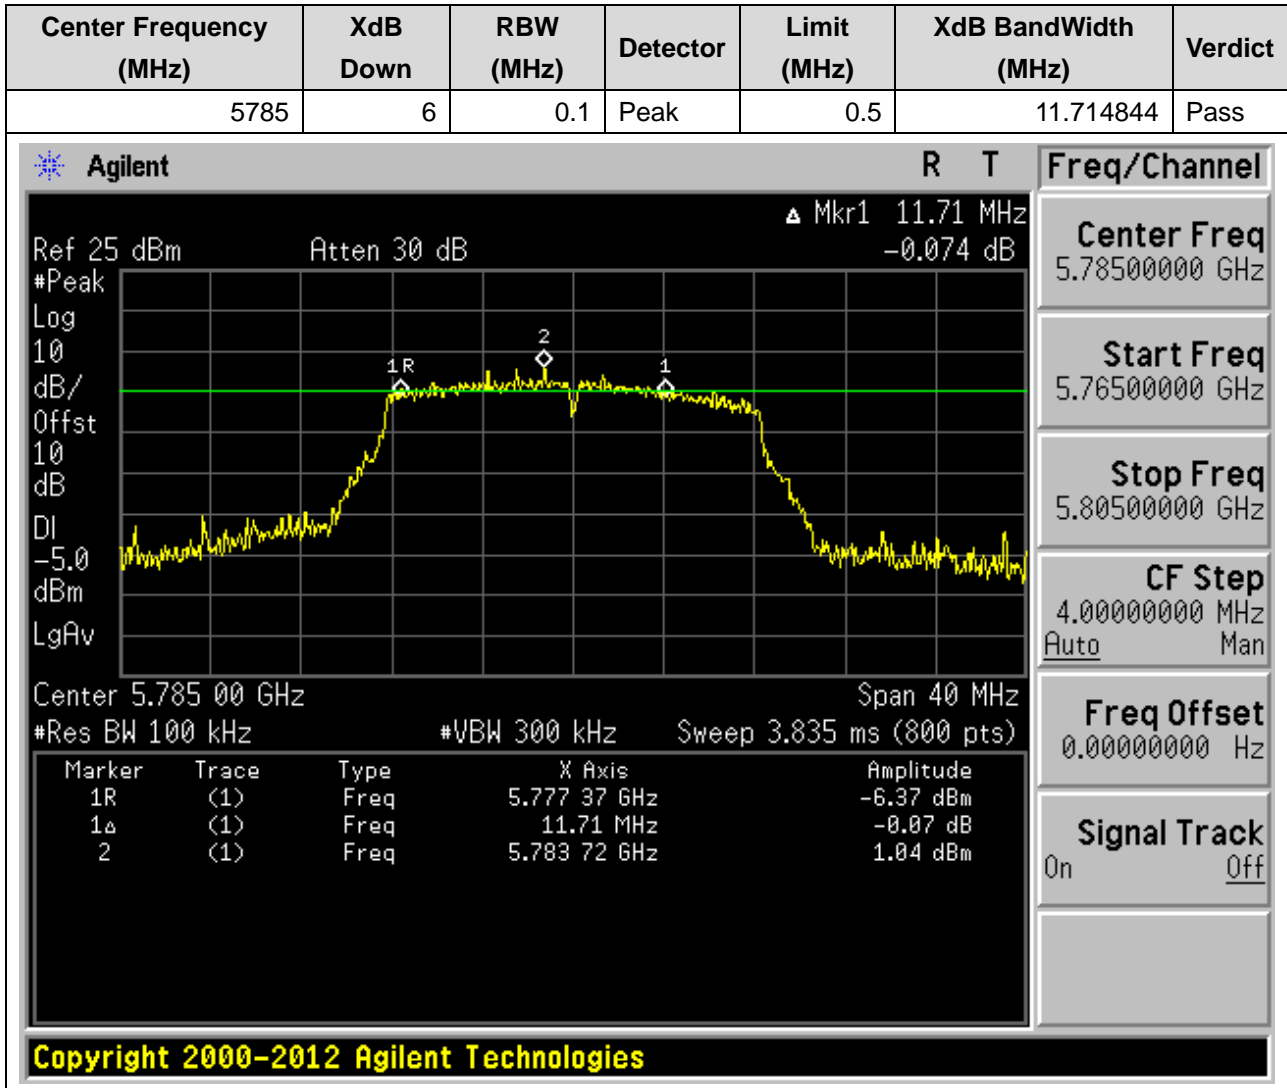 Center Frequency (MHz) XdB Down RBW (MHz) Detector Limit (MHz) XdB BandWidth (MHz) Verdict
5785 6 0.1 Peak 0.5 11.714844 Pass
Agilent R T
Δ Mkr1 11.71 MHz
Ref 25 dBm Atten 30 dB -0.074 dB
#Peak
Log
10
dB/
Offst
10
dB
DI
-5.0
dBm
LgAv
1R
2
1
Center 5.785 00 GHz Span 40 MHz
#Res BW 100 kHz #VBW 300 kHz Sweep 3.835 ms (800 pts)
Marker Trace Type X Axis Amplitude
1R (1) Freq 5.777 37 GHz -6.37 dBm
1Δ (1) Freq 11.71 MHz -0.07 dB
2 (1) Freq 5.783 72 GHz 1.04 dBm
Freq/Channel
Center Freq
5.78500000 GHz
Start Freq
5.76500000 GHz
Stop Freq
5.80500000 GHz
CF Step
4.00000000 MHz
Auto Man
Freq Offset
0.00000000 Hz
Signal Track
On Off
Copyright 2000-2012 Agilent Technologies